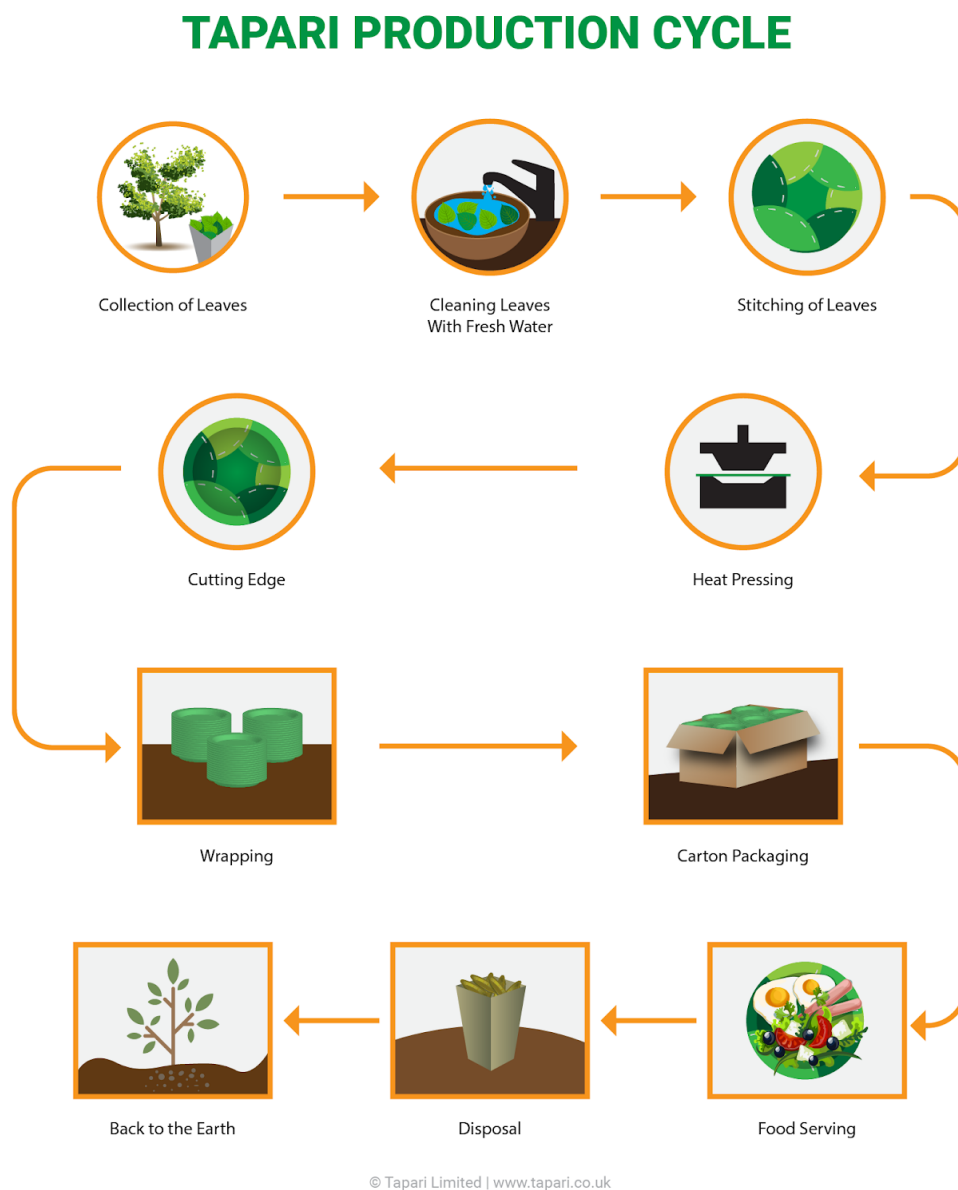 TAPARI PRODUCTION CYCLE
Collection of Leaves
Cleaning Leaves
With Fresh Water
Stitching of Leaves
Cutting Edge
Heat Pressing
Wrapping
Carton Packaging
Back to the Earth
Disposal
Food Serving
© Tapari Limited | www.tapari.co.uk